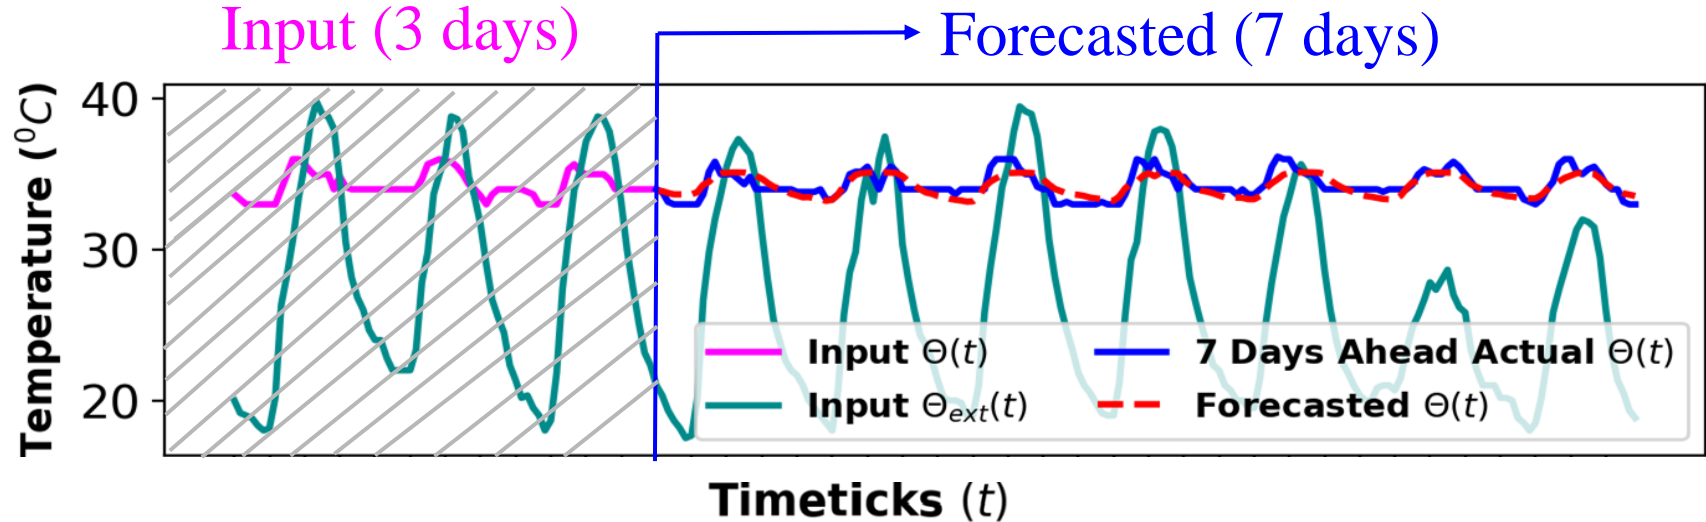 Input (3 days)
Forecasted (7 days)
Temperature (⁰C)
40
30
20
Input Θ(t)
Input Θext(t)
7 Days Ahead Actual Θ(t)
Forecasted Θ(t)
Timeticks (t)